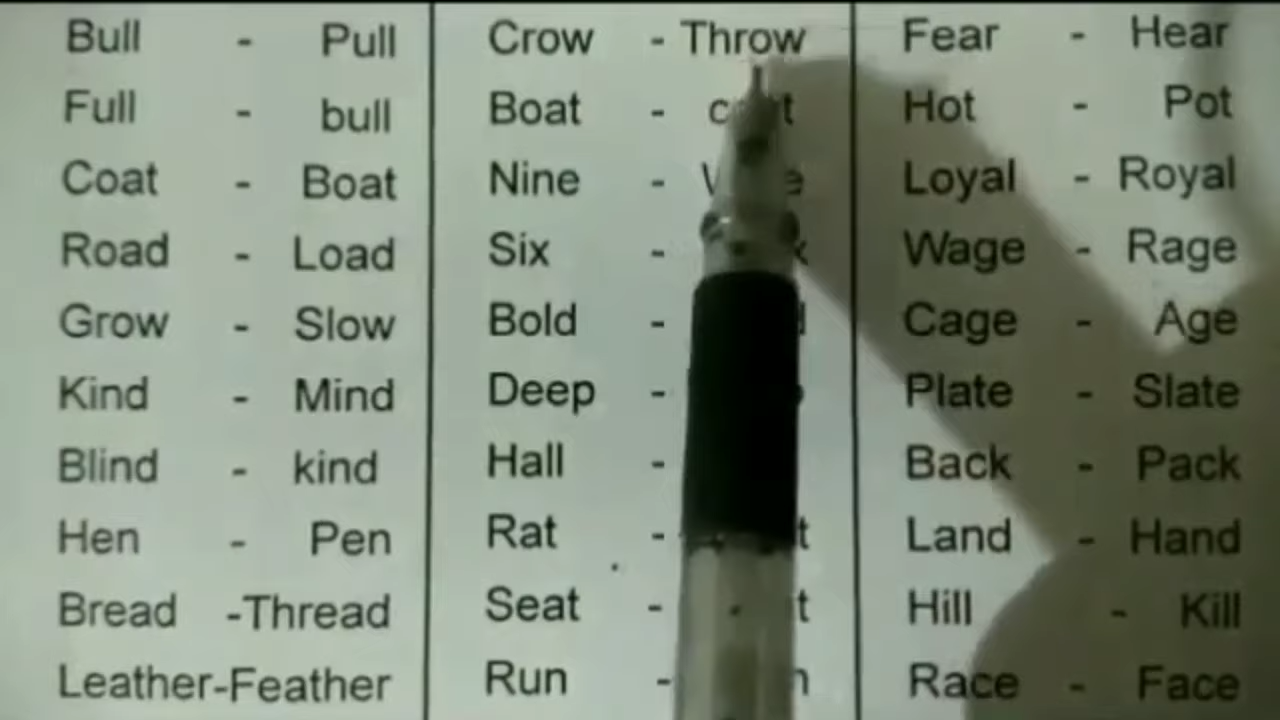 Bull - Pull
Full - bull
Coat - Boat
Road - Load
Grow - Slow
Kind - Mind
Blind - kind
Hen - Pen
Bread -Thread
Leather-Feather
Crow - Throw
Boat -
Nine -
Six -
Bold -
Deep -
Hall -
Rat -
Seat -
Run -
Fear - Hear
Hot - Pot
Loyal - Royal
Wage - Rage
Cage - Age
Plate - Slate
Back - Pack
Land - Hand
Hill - Kill
Race - Face